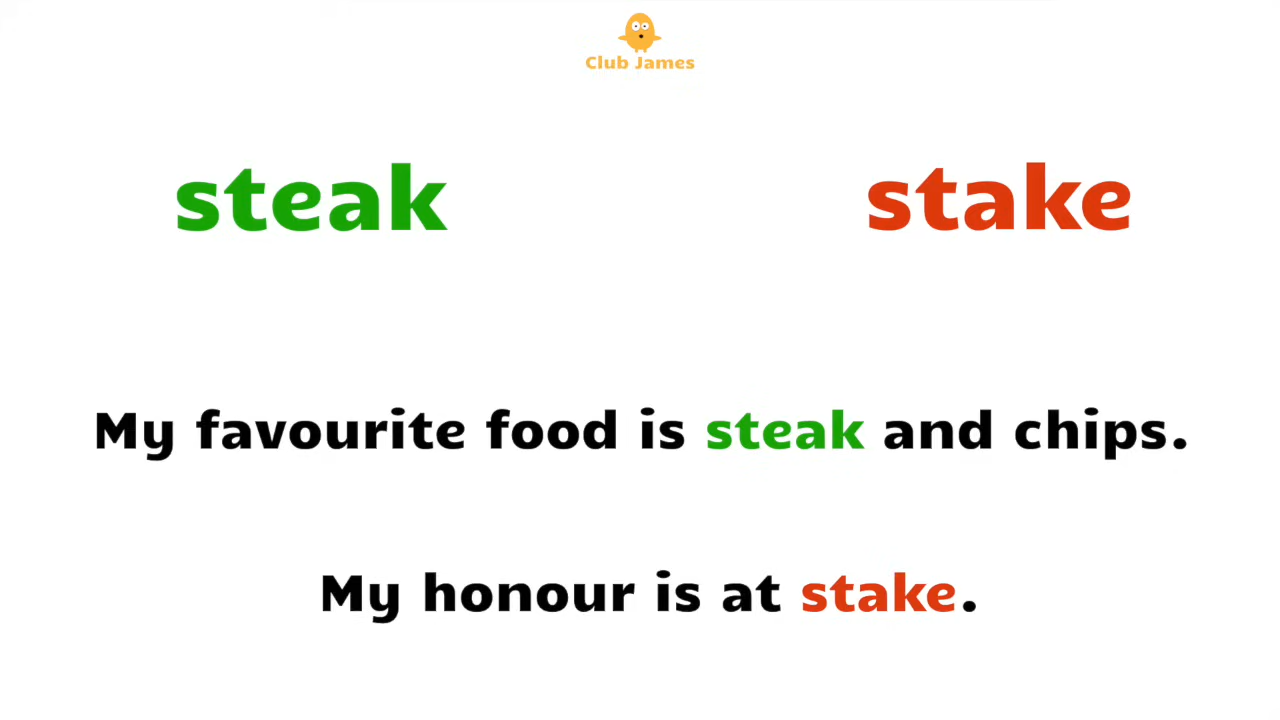 Club James
steak stake
My favourite food is steak and chips.
My honour is at stake.